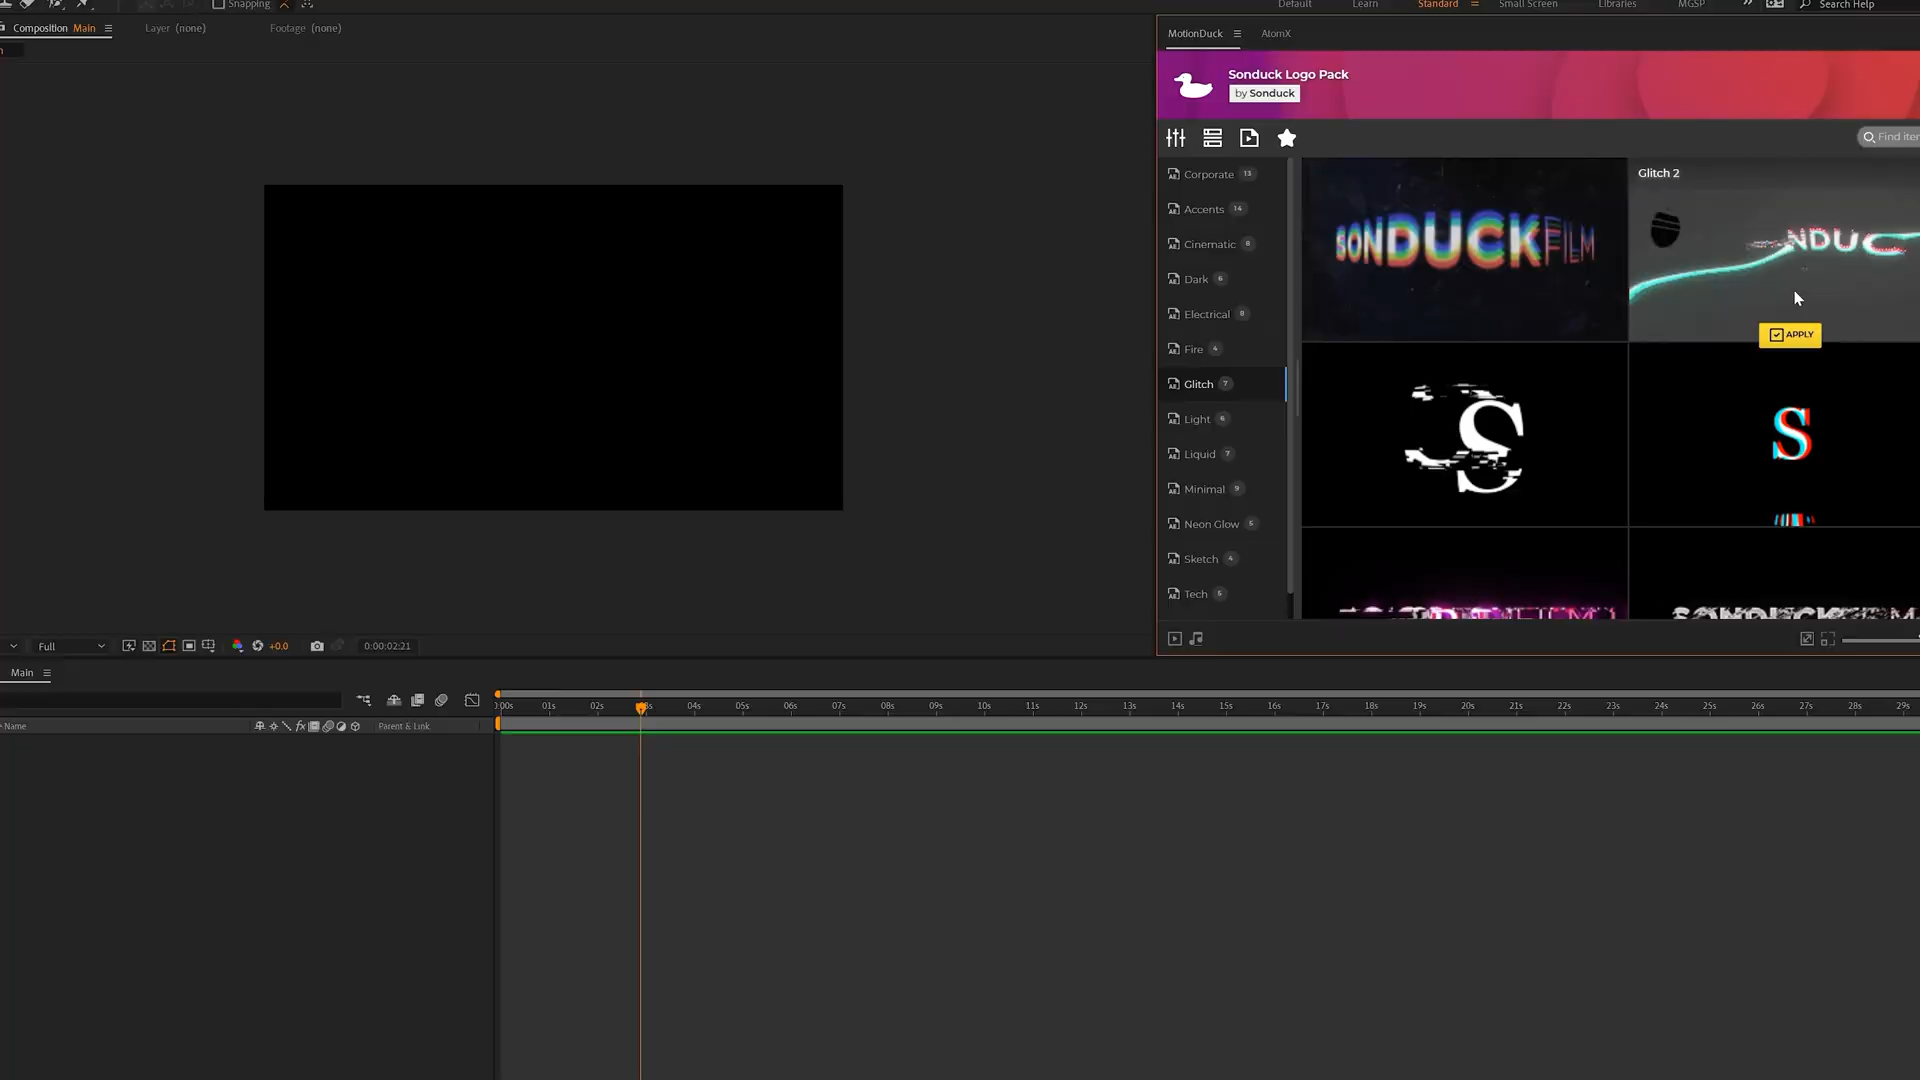 Snapping
Default
Learn
Standard
Small Screen
Libraries
MGSP
Search Help
Composition Main
Layer (none)
Footage (none)
MotionDuck
AtomX
Sonduck Logo Pack
by Sonduck
Find iter
Corporate 13
Accents 14
Cinematic 8
Dark 6
Electrical 8
Fire 4
Glitch 7
Light 6
Liquid 7
Minimal 9
Neon Glow 5
Sketch 4
Tech 5
SONDUCKFILM
Glitch 2
NDUC
APPLY
S
S
Full
+0.0
0:00:02:21
Main
Name
fx
Parent & Link
0:00s
01s
02s
04s
05s
06s
07s
08s
09s
10s
11s
12s
13s
14s
15s
16s
17s
18s
19s
20s
21s
22s
23s
24s
25s
26s
27s
28s
29s